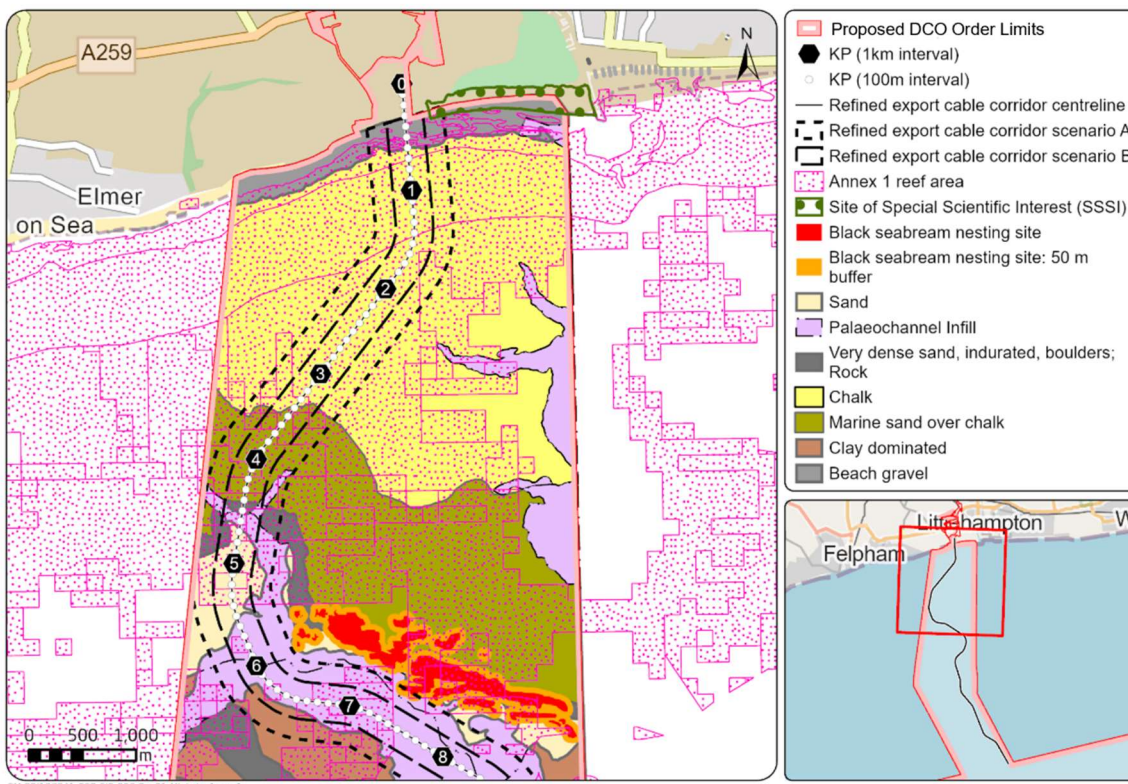 A259
N
Elmer
on Sea
0
1
2
3
4
5
6
7
8
0
500
1,000
m
Proposed DCO Order Limits
KP (1km interval)
KP (100m interval)
Refined export cable corridor centreline
Refined export cable corridor scenario A
Refined export cable corridor scenario B
Annex 1 reef area
Site of Special Scientific Interest (SSSI)
Black seabream nesting site
Black seabream nesting site: 50 m
buffer
Sand
Palaeochannel Infill
Very dense sand, indurated, boulders;
Rock
Chalk
Marine sand over chalk
Clay dominated
Beach gravel
Littlehampton
W
Felpham